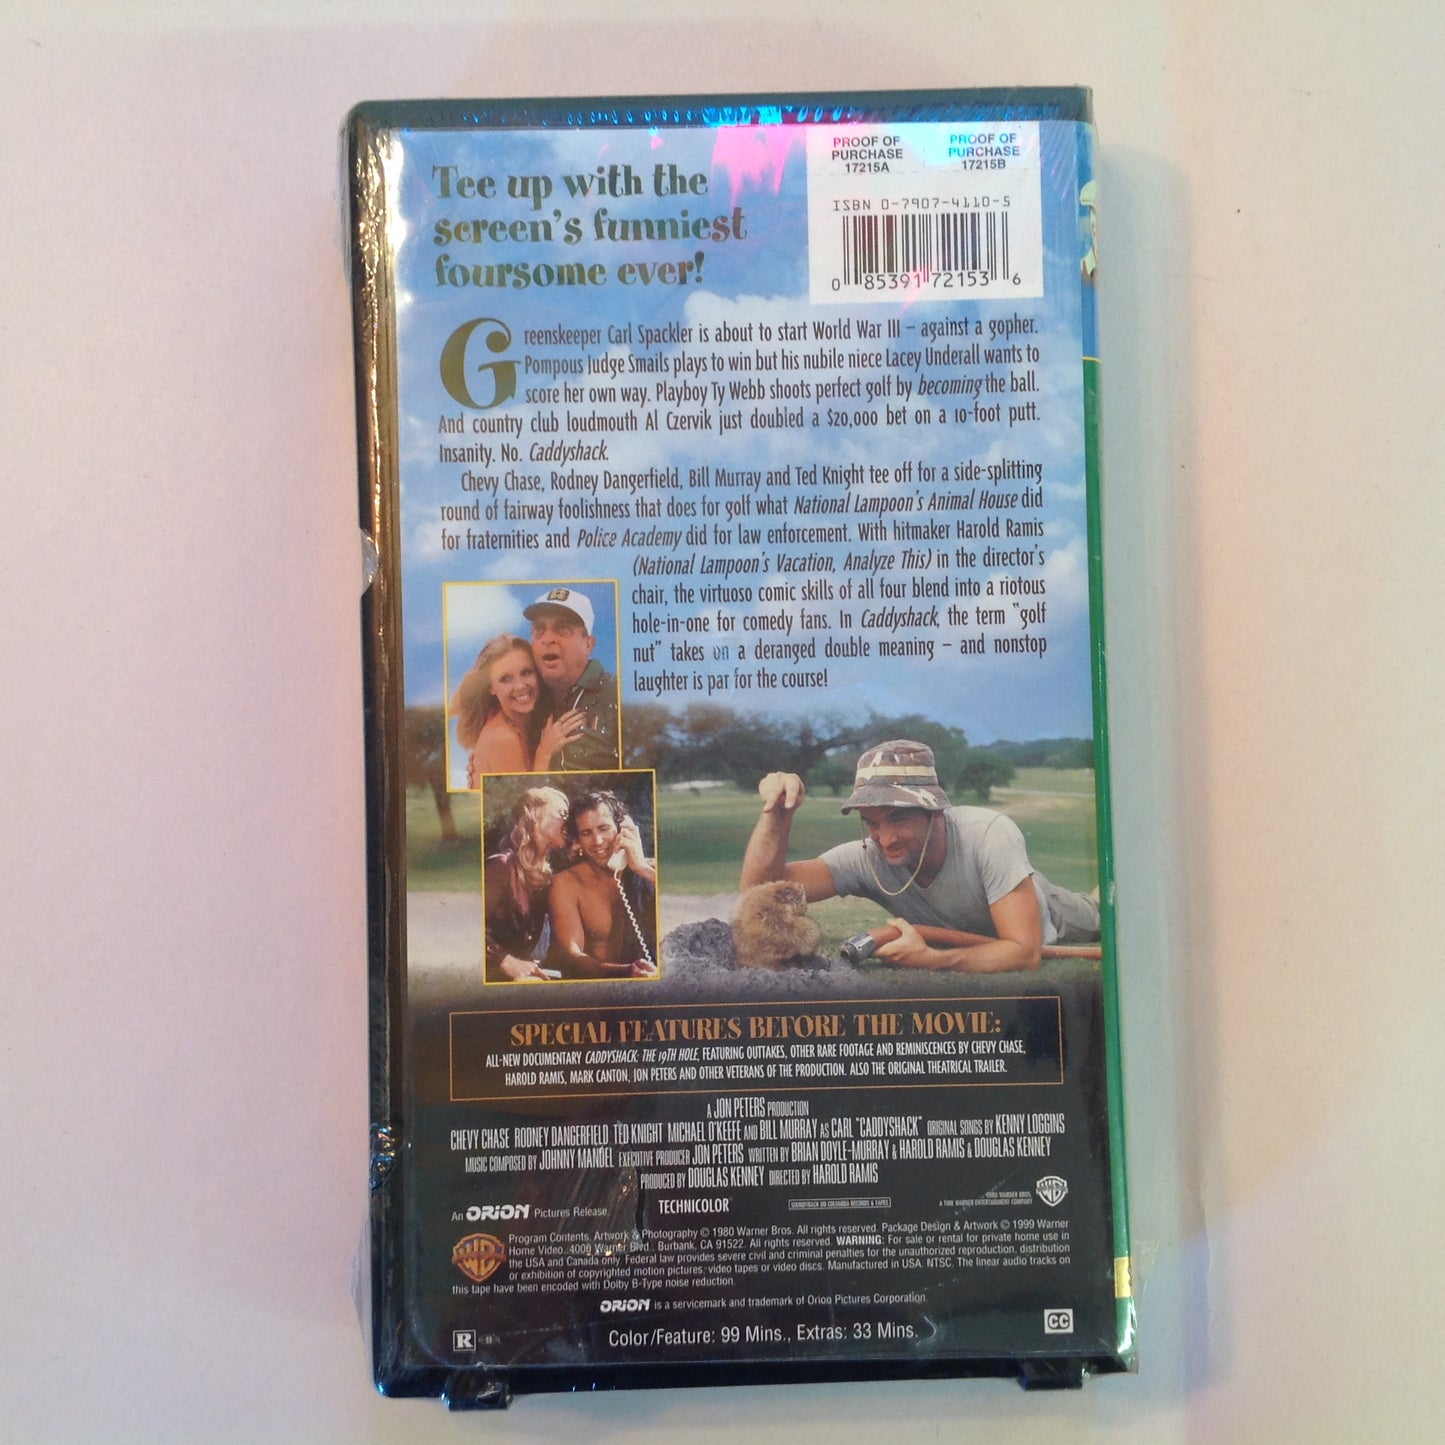 Tee up with the
screen's funniest
foursome ever!
PROOF OF
PURCHASE
17215A
PROOF OF
PURCHASE
17215B
ISBN 0-7907-4110-5
0 85391 72153 6
Greenskeeper Carl Spackler is about to start World War III – against a gopher.
Pompous Judge Smails plays to win but his nubile niece Lacey Underall wants to
score her own way. Playboy Ty Webb shoots perfect golf by becoming the ball.
And country club loudmouth Al Czervik just doubled a $20,000 bet on a 10-foot putt.
Insanity. No. Caddyshack.
Chevy Chase, Rodney Dangerfield, Bill Murray and Ted Knight tee off for a side-splitting
round of fairway foolishness that does for golf what National Lampoon's Animal House did
for fraternities and Police Academy did for law enforcement. With hitmaker Harold Ramis
(National Lampoon's Vacation, Analyze This) in the director's
chair, the virtuoso comic skills of all four blend into a riotous
hole-in-one for comedy fans. In Caddyshack, the term "golf
nut" takes on a deranged double meaning – and nonstop
laughter is par for the course!
SPECIAL FEATURES BEFORE THE MOVIE:
ALL-NEW DOCUMENTARY CADDYSHACK: THE 19TH HOLE, FEATURING OUTTAKES, OTHER RARE FOOTAGE AND REMINISCENCES BY CHEVY CHASE,
HAROLD RAMIS, MARK CANTON, JON PETERS AND OTHER VETERANS OF THE PRODUCTION. ALSO THE ORIGINAL THEATRICAL TRAILER.
A JON PETERS PRODUCTION
CHEVY CHASE RODNEY DANGERFIELD TED KNIGHT MICHAEL O'KEEFE AND BILL MURRAY AS CARL "CADDYSHACK" ORIGINAL SONGS BY KENNY LOGGINS
MUSIC COMPOSED BY JOHNNY MANDEL EXECUTIVE PRODUCER JON PETERS WRITTEN BY BRIAN DOYLE-MURRAY & HAROLD RAMIS & DOUGLAS KENNEY
PRODUCED BY DOUGLAS KENNEY DIRECTED BY HAROLD RAMIS
An ORION Pictures Release.
TECHNICOLOR®
SOUNDTRACK ON COLUMBIA RECORDS & TAPES
1980 WARNER BROS.
A TIME WARNER ENTERTAINMENT COMPANY
WB
Program Contents, Artwork & Photography © 1980 Warner Bros. All rights reserved. Package Design & Artwork © 1999 Warner
Home Video. 4000 Warner Blvd., Burbank, CA 91522. All rights reserved. WARNING: For sale or rental for private home use in
the USA and Canada only. Federal law provides severe civil and criminal penalties for the unauthorized reproduction, distribution
or exhibition of copyrighted motion pictures, video tapes or video discs. Manufactured in USA. NTSC. The linear audio tracks on
this tape have been encoded with Dolby B-Type noise reduction.
ORION is a servicemark and trademark of Orion Pictures Corporation.
R
Color/Feature: 99 Mins., Extras: 33 Mins.
CC